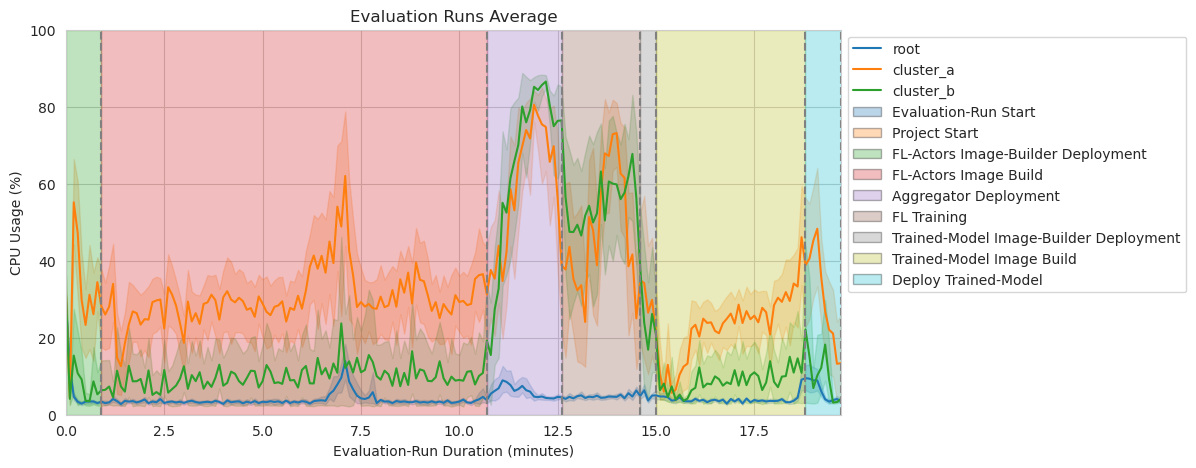 Evaluation Runs Average
CPU Usage (%)
100
80
60
40
20
0
0.0
2.5
5.0
7.5
10.0
12.5
15.0
17.5
Evaluation-Run Duration (minutes)
root
cluster_a
cluster_b
Evaluation-Run Start
Project Start
FL-Actors Image-Builder Deployment
FL-Actors Image Build
Aggregator Deployment
FL Training
Trained-Model Image-Builder Deployment
Trained-Model Image Build
Deploy Trained-Model